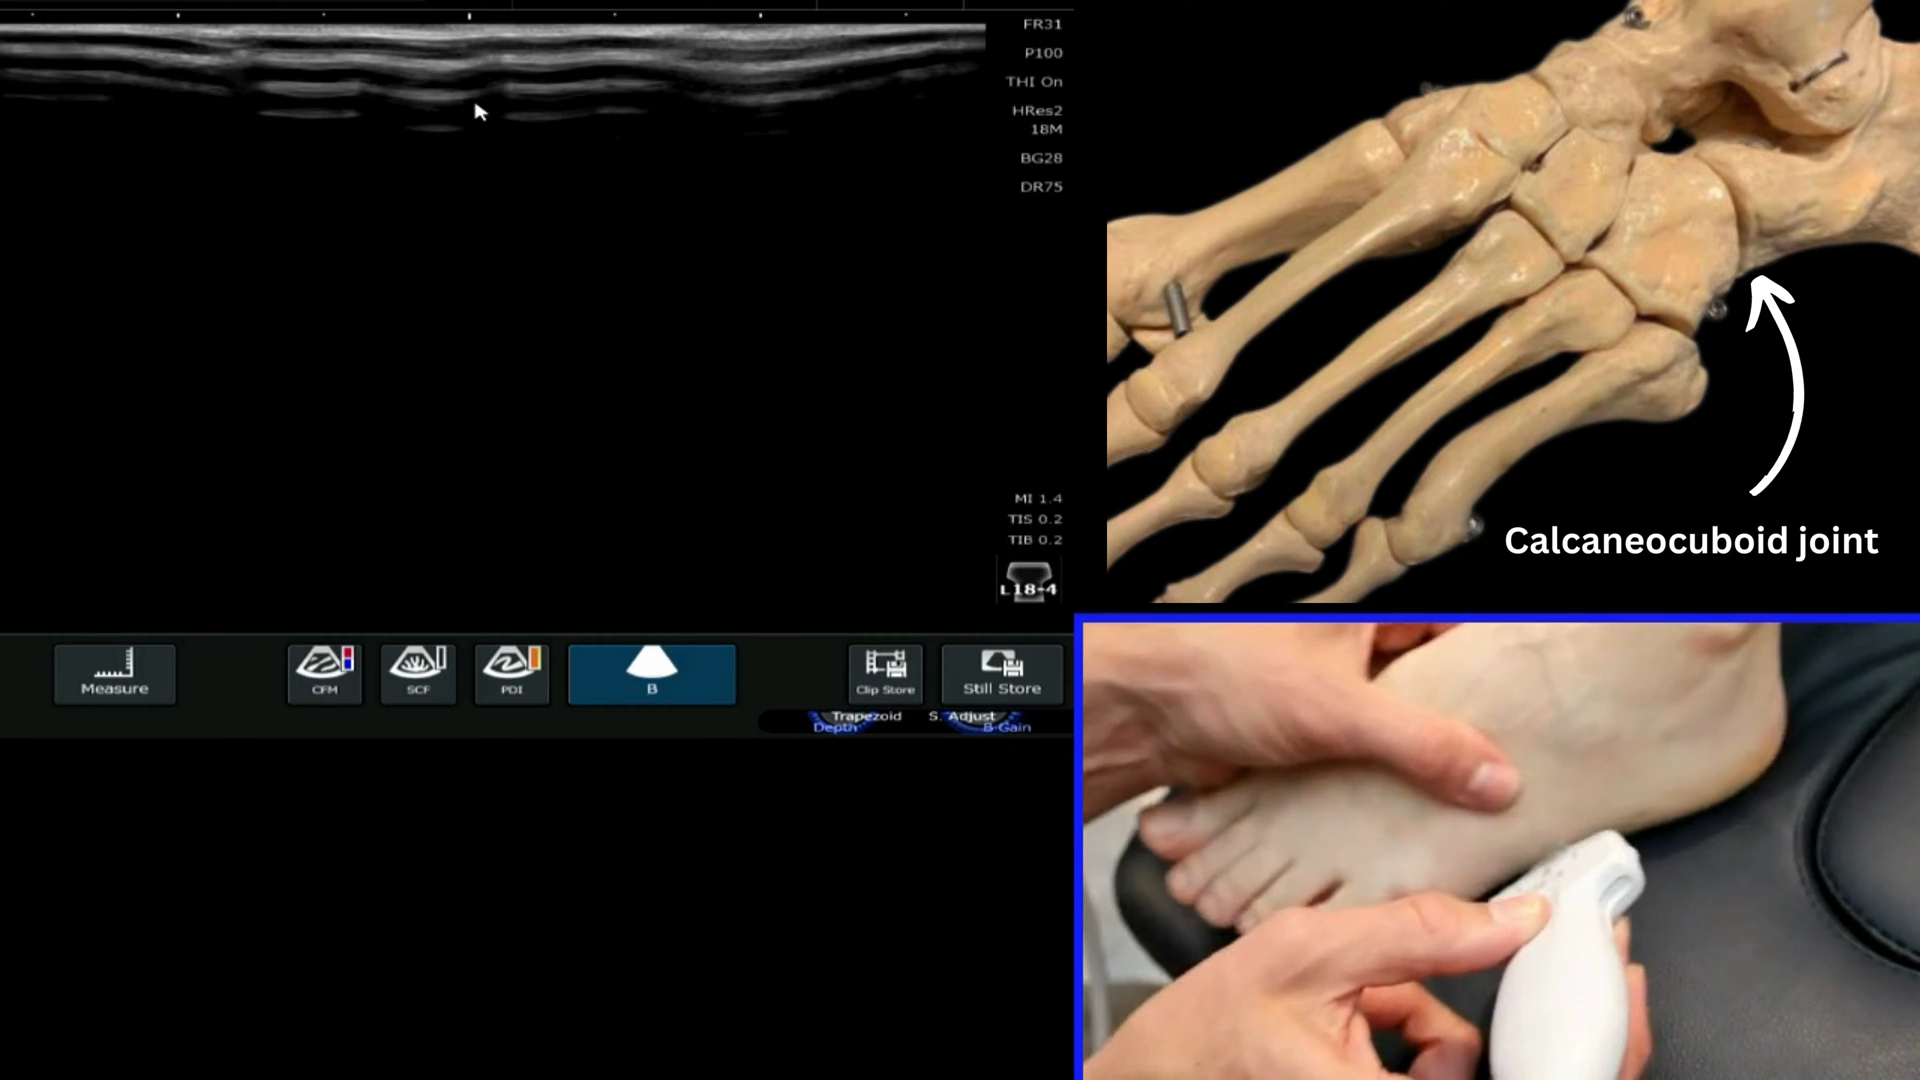 FR31
P100
THI On
HRes2
18M
BG28
DR75
MI 1.4
TIS 0.2
TIB 0.2
L18-4
Calcaneocuboid joint
Measure
CFM
SCF
PDI
B
Clip Store
Still Store
Trapezoid
S. Adjust
Depth
B Gain